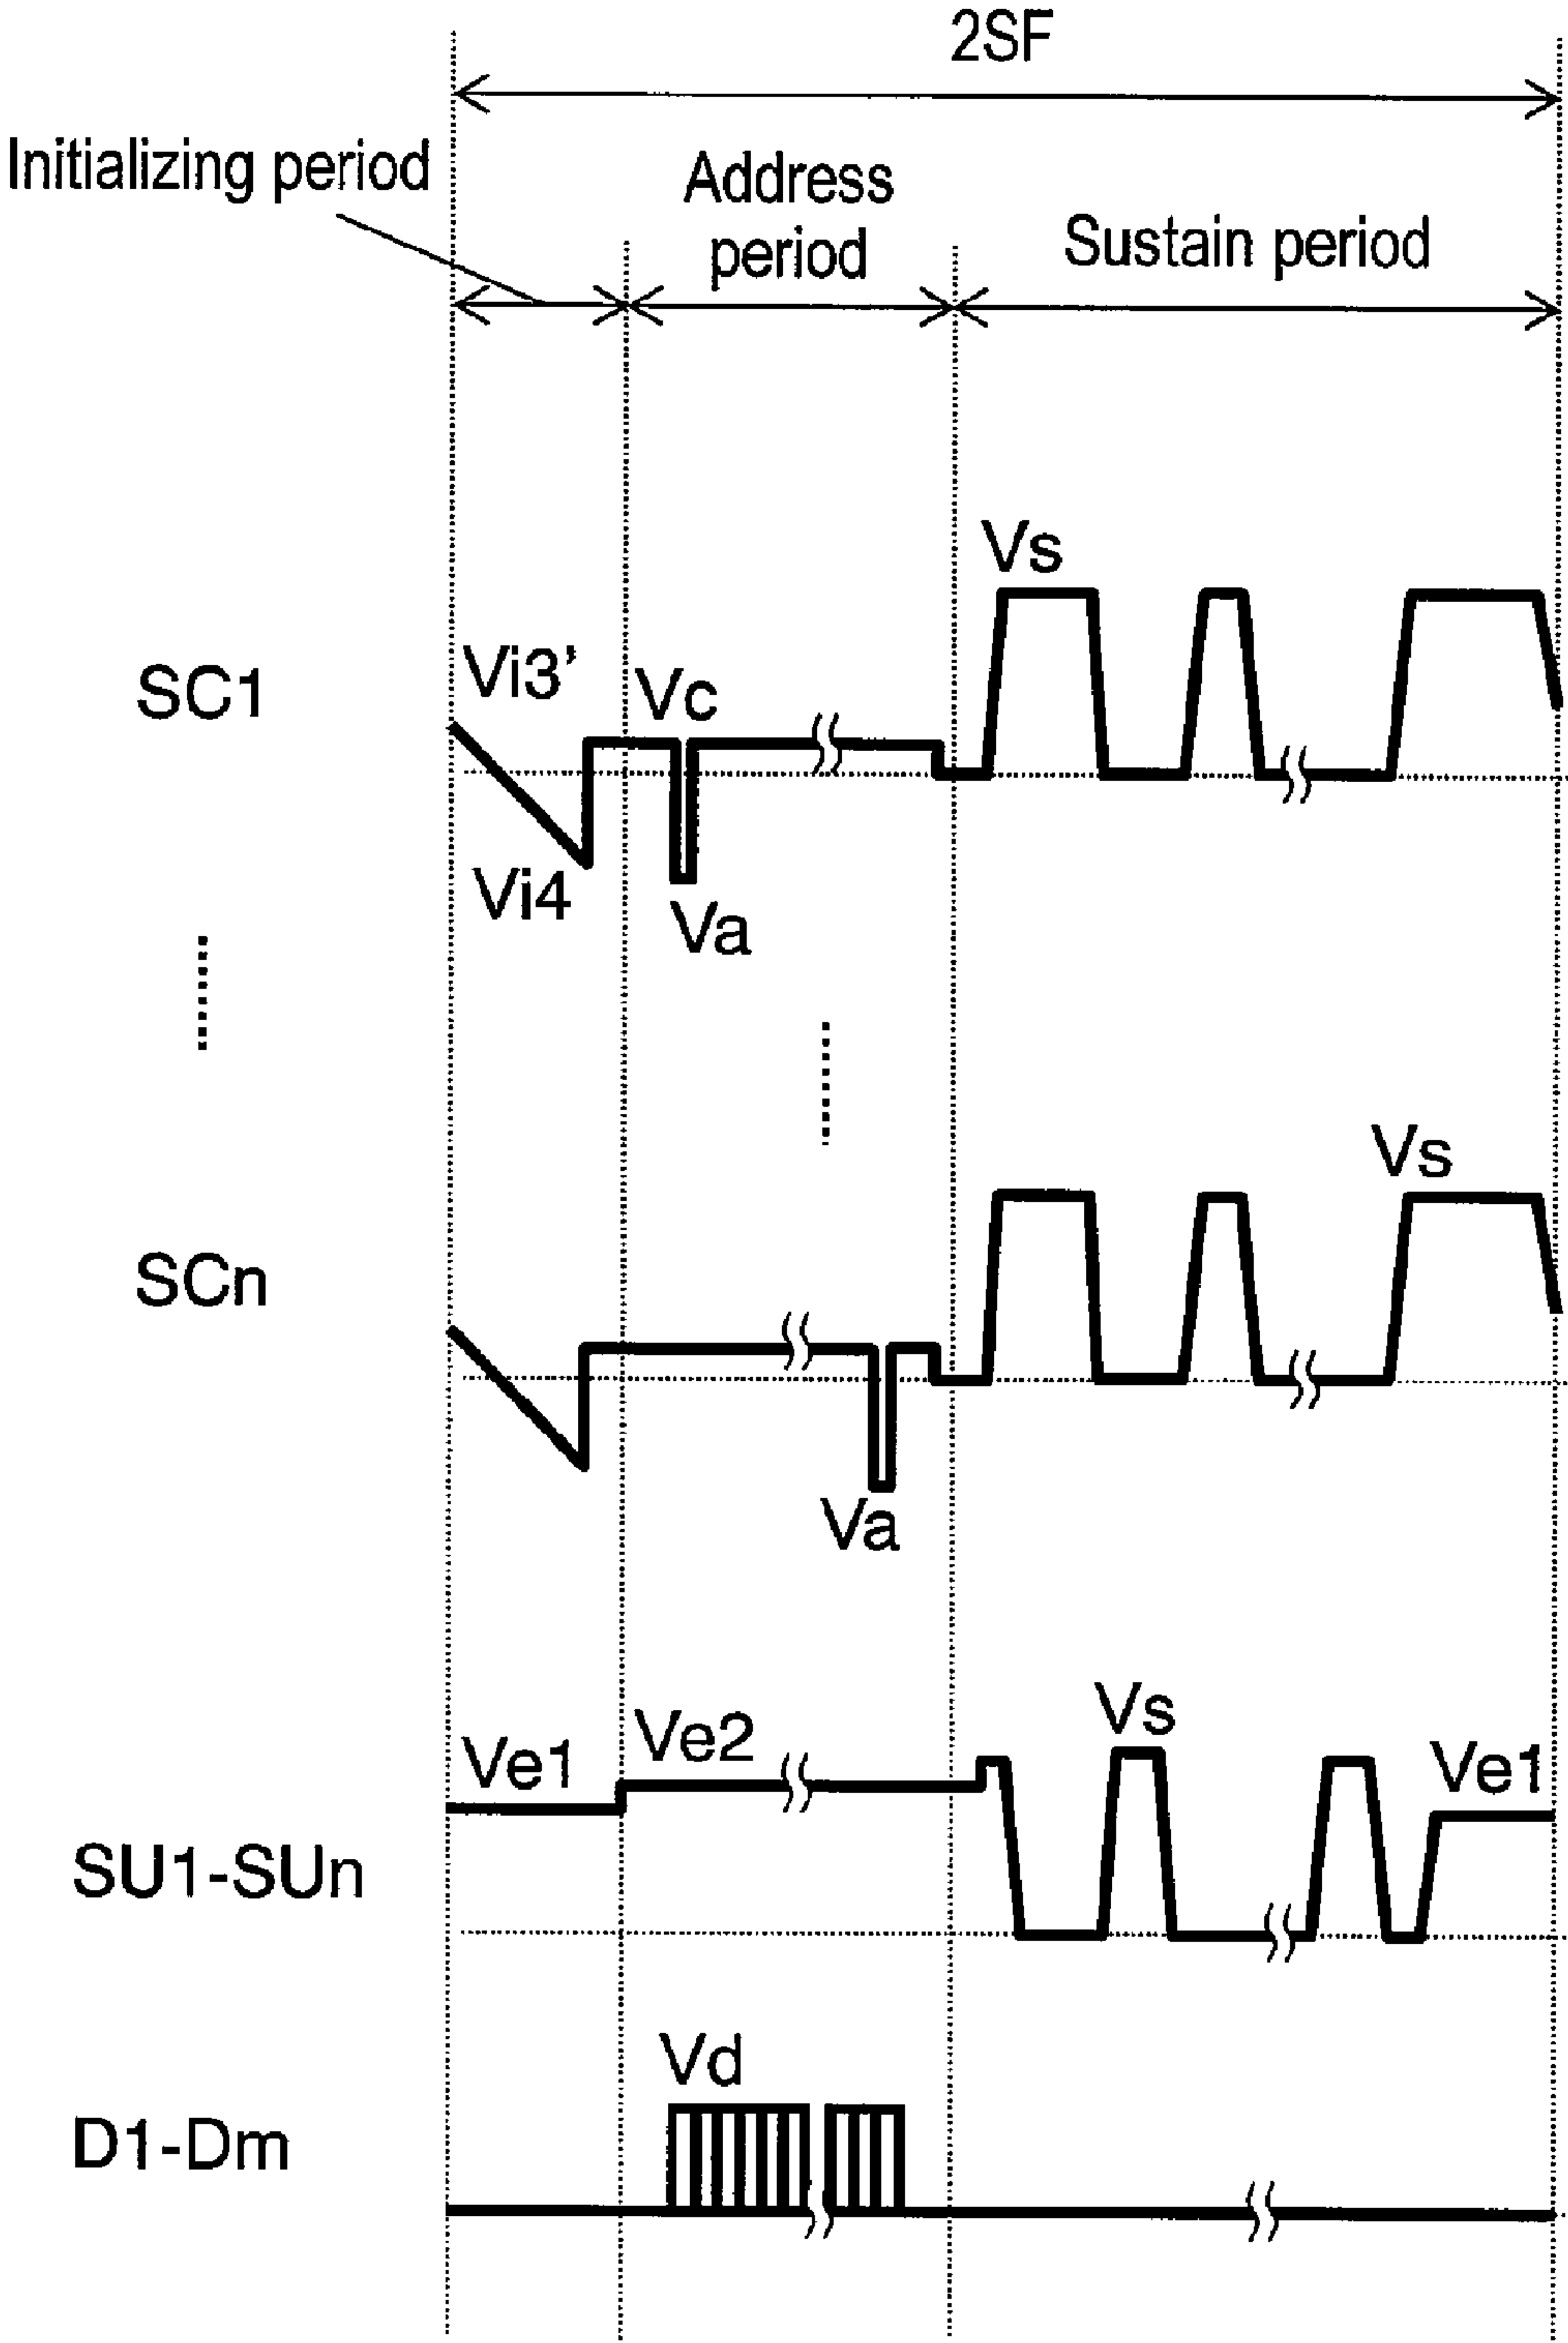 2SF
Initializing period
Address
period
Sustain period
Vs
SC1
Vi3’
Vc
Vi4
Va
Vs
SCn
Va
Vs
Ve1
Ve2
Ve1
SU1-SUn
Vd
D1-Dm